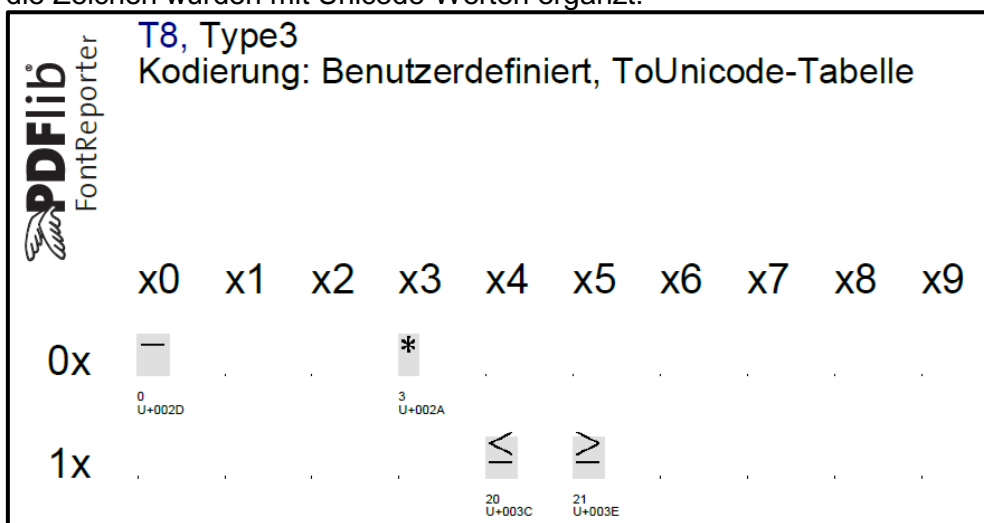 die Zeichen wurden mit Unicode-Werten ergänzt.
PDFlib
FontReporter
T8, Type3
Kodierung: Benutzerdefiniert, ToUnicode-Tabelle
x0 x1 x2 x3 x4 x5 x6 x7 x8 x9
0x − . . * . . . . . .
0 3
U+002D U+002A
1x . . . . ≤ ≥ . . . .
20 21
U+003C U+003E